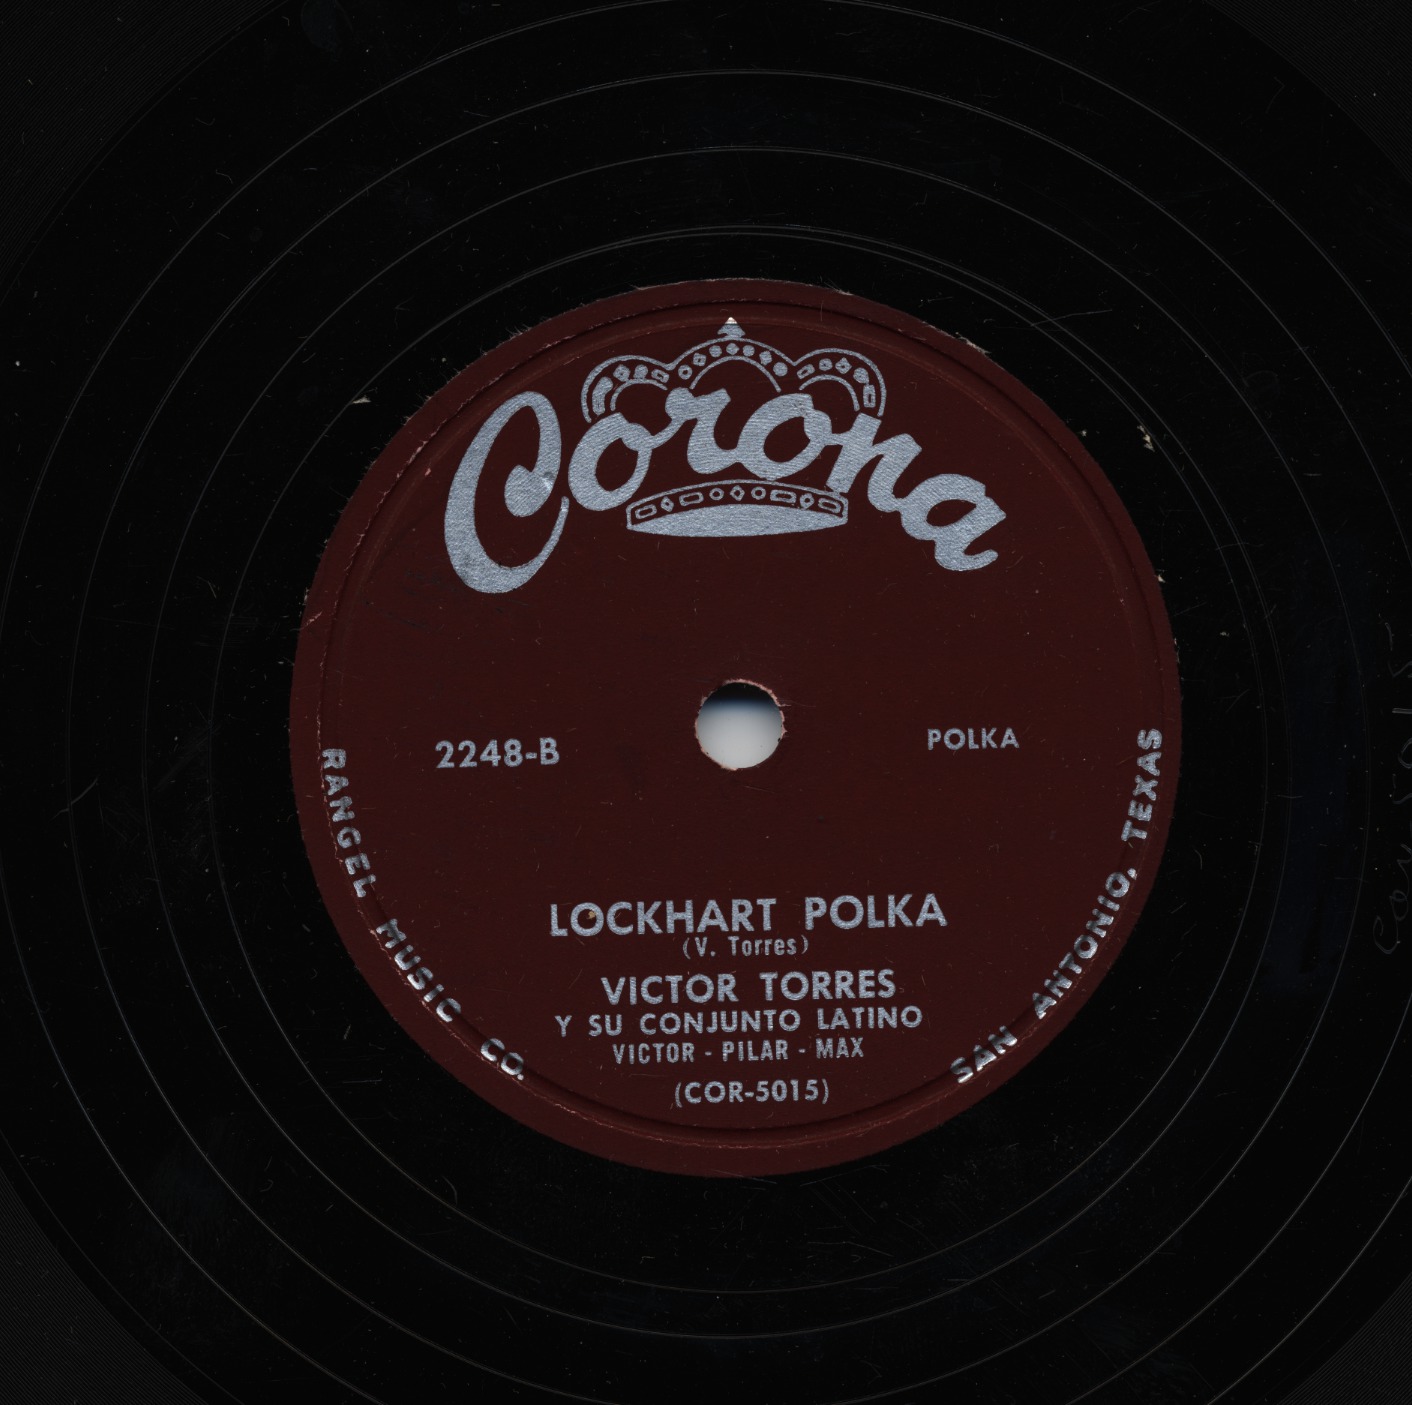 Corona
2248-B
POLKA
LOCKHART POLKA
(V. Torres)
VICTOR TORRES
Y SU CONJUNTO LATINO
VICTOR - PILAR - MAX
(COR-5015)
RANGEL MUSIC CO.
SAN ANTONIO, TEXAS